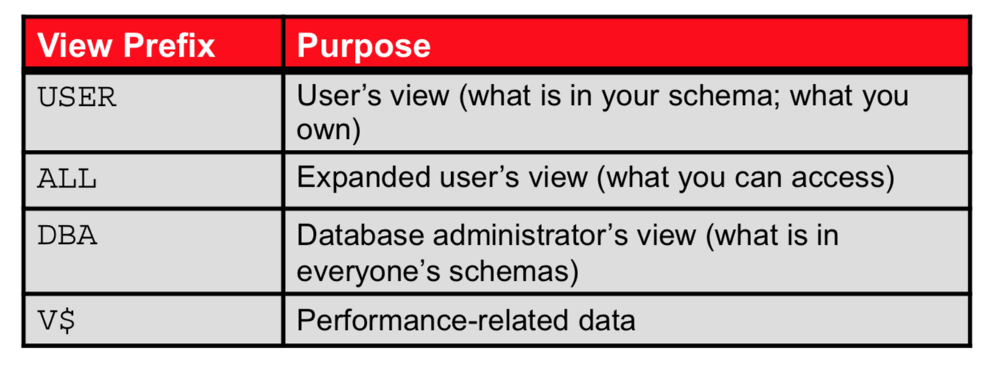 View Prefix
Purpose
USER
User’s view (what is in your schema; what you
own)
ALL
Expanded user’s view (what you can access)
DBA
Database administrator’s view (what is in
everyone’s schemas)
V$
Performance-related data